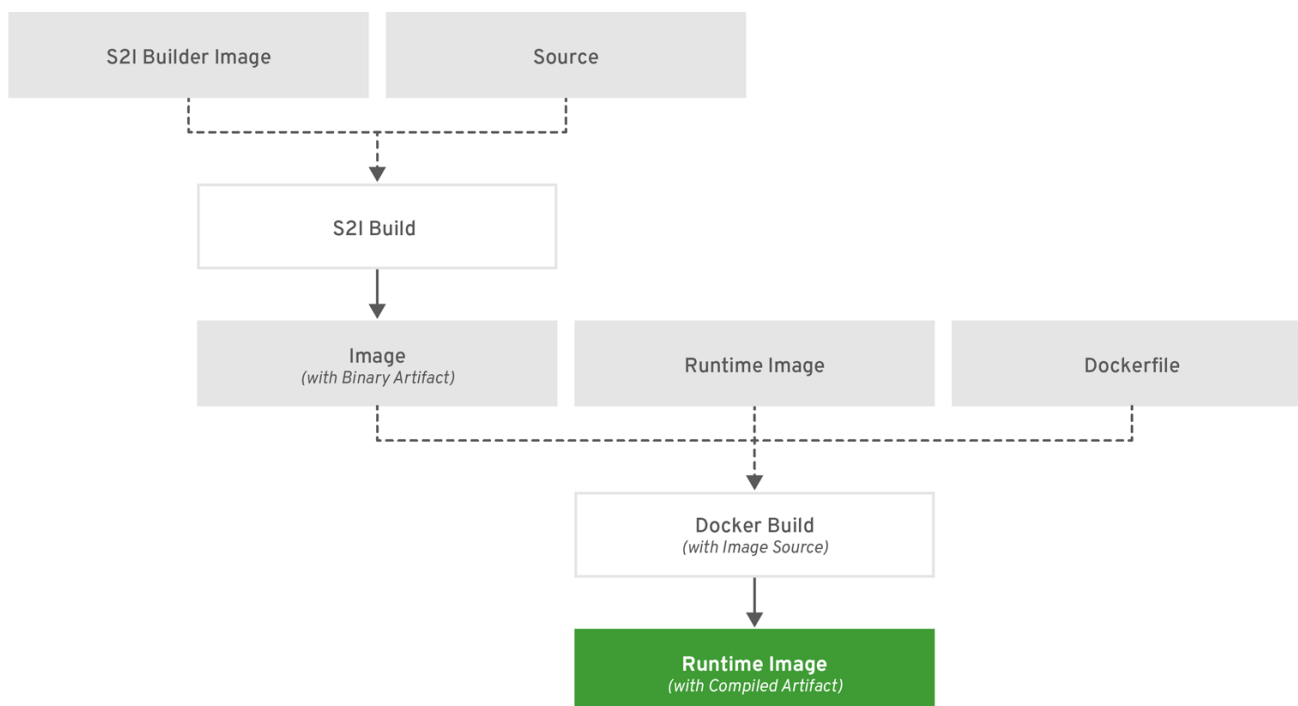 S2I Builder Image
Source
S2I Build
Image
(with Binary Artifact)
Runtime Image
Dockerfile
Docker Build
(with Image Source)
Runtime Image
(with Compiled Artifact)